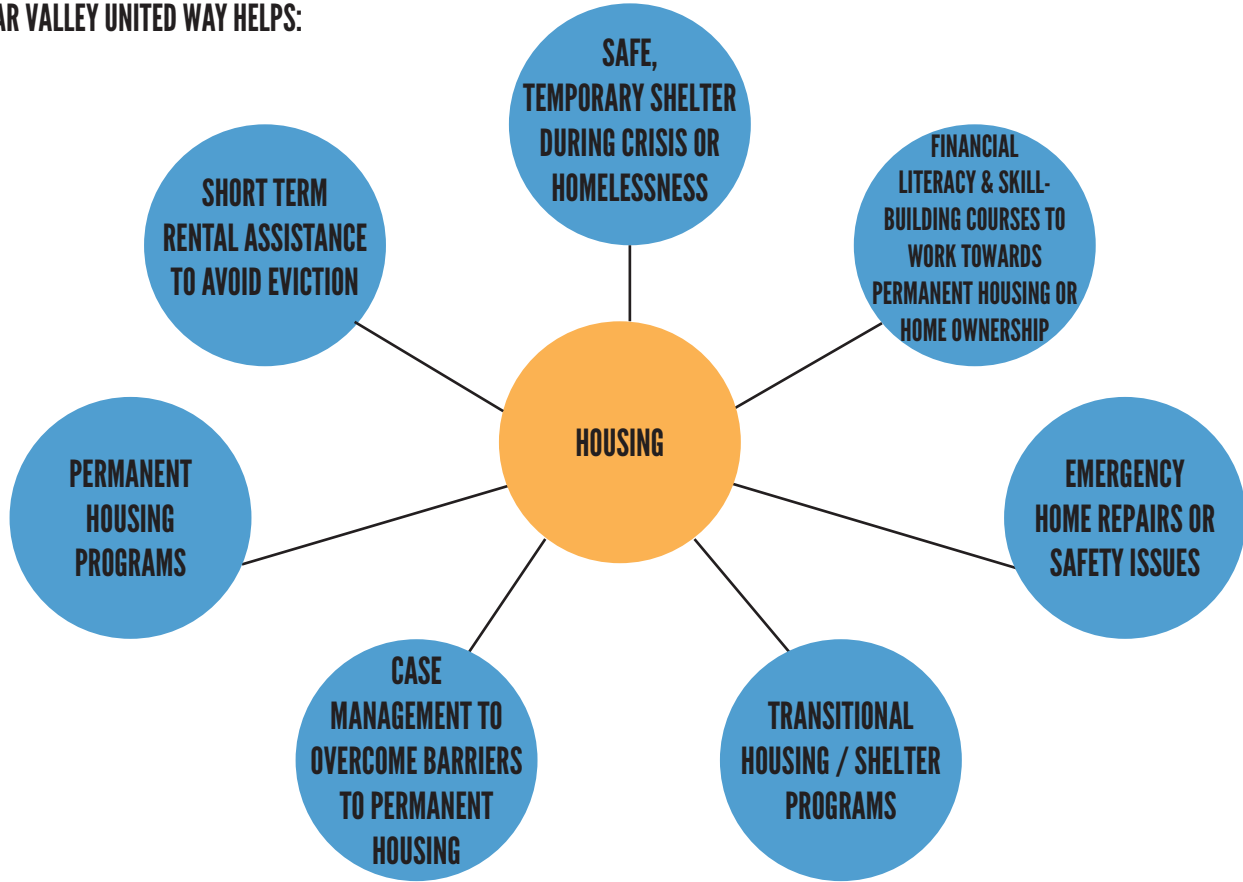 AR VALLEY UNITED WAY HELPS:
SAFE,
TEMPORARY SHELTER
DURING CRISIS OR
HOMELESSNESS
FINANCIAL
LITERACY & SKILL-
BUILDING COURSES TO
WORK TOWARDS
PERMANENT HOUSING OR
HOME OWNERSHIP
SHORT TERM
RENTAL ASSISTANCE
TO AVOID EVICTION
HOUSING
PERMANENT
HOUSING
PROGRAMS
EMERGENCY
HOME REPAIRS OR
SAFETY ISSUES
CASE
MANAGEMENT TO
OVERCOME BARRIERS
TO PERMANENT
HOUSING
TRANSITIONAL
HOUSING / SHELTER
PROGRAMS